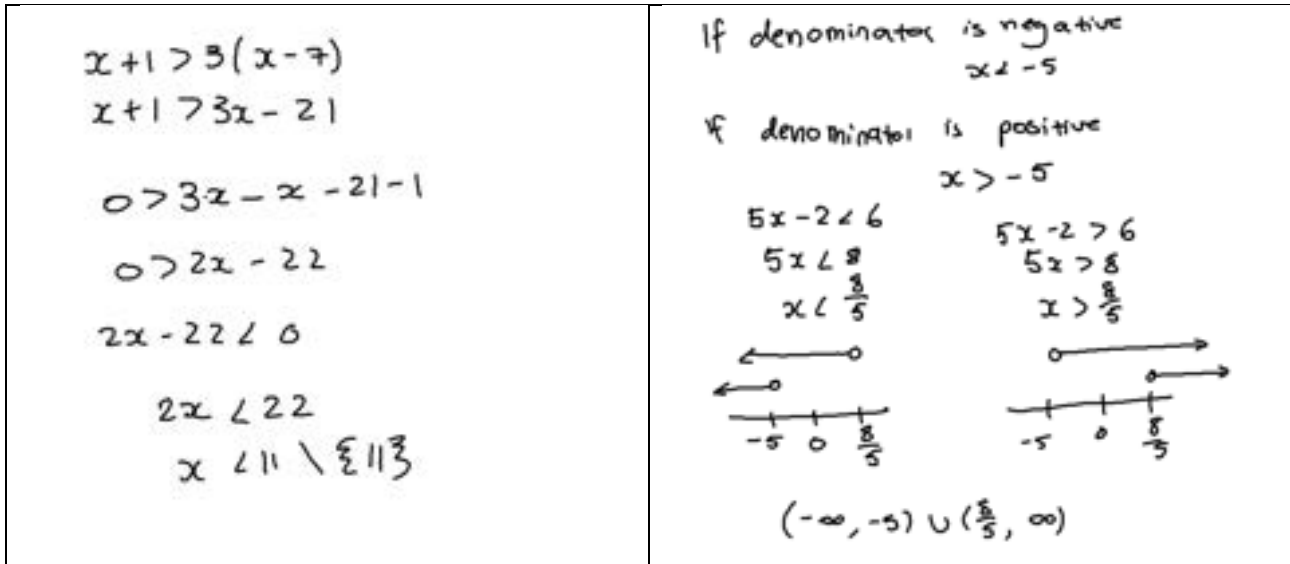 x+1 > 3(x-7)
x+1 > 3x - 21
0 > 3x - x - 21 - 1
0 > 2x - 22
2x - 22 < 0
2x < 22
x < 11 \ {11}
If denominator is negative
x < -5
if denominator is positive
x > -5
5x - 2 < 6
5x < 8
x < 8/5
-5 0 8/5
5x - 2 > 6
5x > 8
x > 8/5
-5 0 8/5
(-∞, -5) ∪ (8/5, ∞)